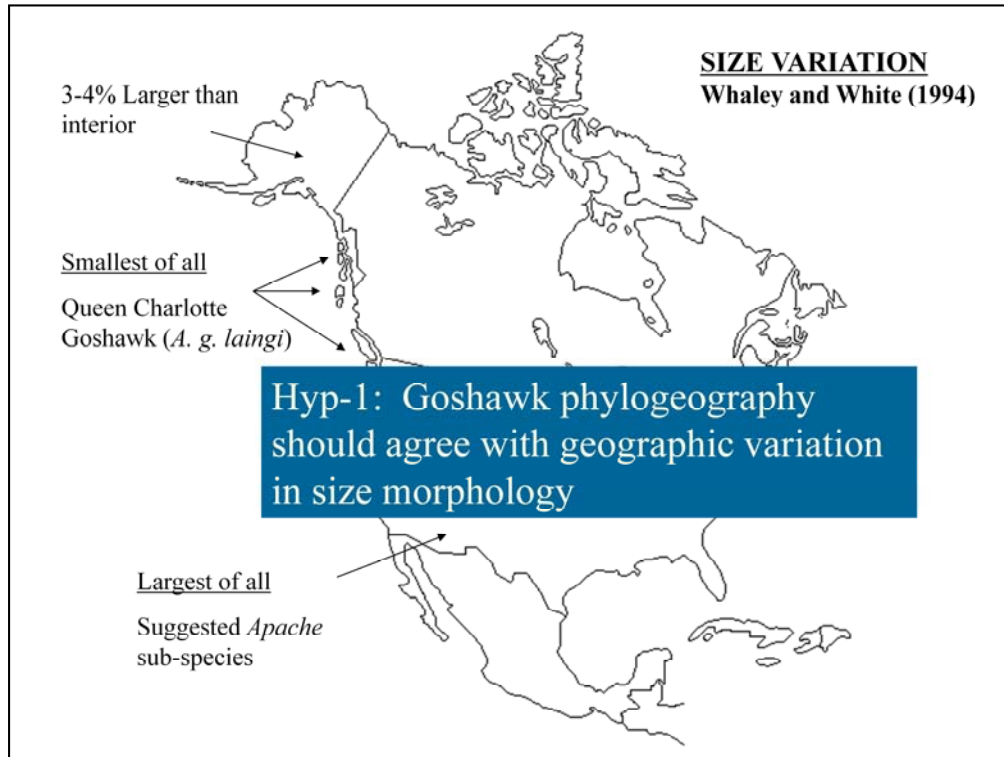 SIZE VARIATION
Whaley and White (1994)
3-4% Larger than
interior
Smallest of all
Queen Charlotte
Goshawk (A. g. laingi)
Hyp-1: Goshawk phylogeography
should agree with geographic variation
in size morphology
Largest of all
Suggested Apache
sub-species